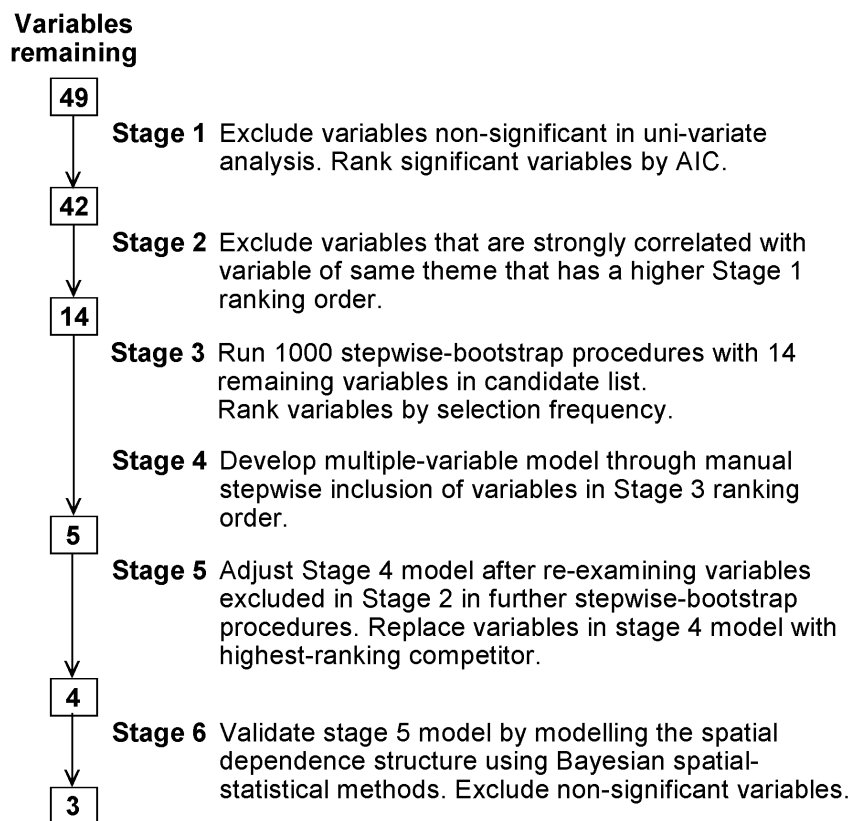 Variables
remaining
49
Stage 1 Exclude variables non-significant in uni-variate
analysis. Rank significant variables by AIC.
42
Stage 2 Exclude variables that are strongly correlated with
variable of same theme that has a higher Stage 1
ranking order.
14
Stage 3 Run 1000 stepwise-bootstrap procedures with 14
remaining variables in candidate list.
Rank variables by selection frequency.
Stage 4 Develop multiple-variable model through manual
stepwise inclusion of variables in Stage 3 ranking
order.
5
Stage 5 Adjust Stage 4 model after re-examining variables
excluded in Stage 2 in further stepwise-bootstrap
procedures. Replace variables in stage 4 model with
highest-ranking competitor.
4
Stage 6 Validate stage 5 model by modelling the spatial
dependence structure using Bayesian spatial-
statistical methods. Exclude non-significant variables.
3